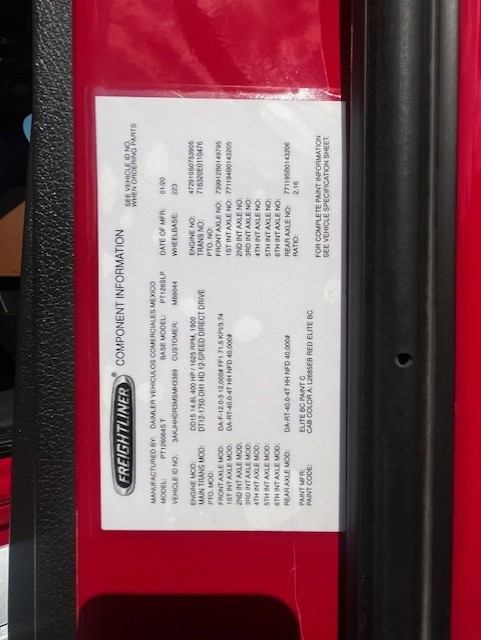 FREIGHTLINER ® COMPONENT INFORMATION
SEE VEHICLE ID NO.
WHEN ORDERING PARTS
MANUFACTURED BY: DAIMLER VEHICULOS COMERCIALES MEXICO
MODEL: PT126064S T BASE MODEL: PT126SLP DATE OF MFR: 01/20
VEHICLE ID NO: CUSTOMER: WHEELBASE: 223
ENGINE MOD: DD15 14.8L 400 HP / 1625 RPM, 1900 ENGINE NO: 472910S0753905
MAIN TRANS MOD: DT12-1750-DH1 HD 12-SPEED DIRECT DRIVE TRANS NO: 716320E0110476
PTO MOD: PTO. NO:
FRONT AXLE MOD: DA-F-12.0-3 12,000# FF1 71.5 KPI/3.74 FRONT AXLE NO: 739912B0149795
1ST INT AXLE MOD: DA-RT-40.0-4T HH NFD 40,000# 1ST INT AXLE NO: 771194B0143205
2ND INT AXLE MOD: 2ND INT AXLE NO:
3RD INT AXLE MOD: 3RD INT AXLE NO:
4TH INT AXLE MOD: 4TH INT AXLE NO:
5TH INT AXLE MOD: 5TH INT AXLE NO:
6TH INT AXLE MOD: 6TH INT AXLE NO:
REAR AXLE MOD: DA-RT-40.0-4T HH NFD 40,000# REAR AXLE NO: 771195B0143206
RATIO: 2.16
PAINT MFR: ELITE BC PAINT C FOR COMPLETE PAINT INFORMATION
PAINT CODE: CAB COLOR A: L2685EB RED ELITE BC SEE VEHICLE SPECIFICATION SHEET.